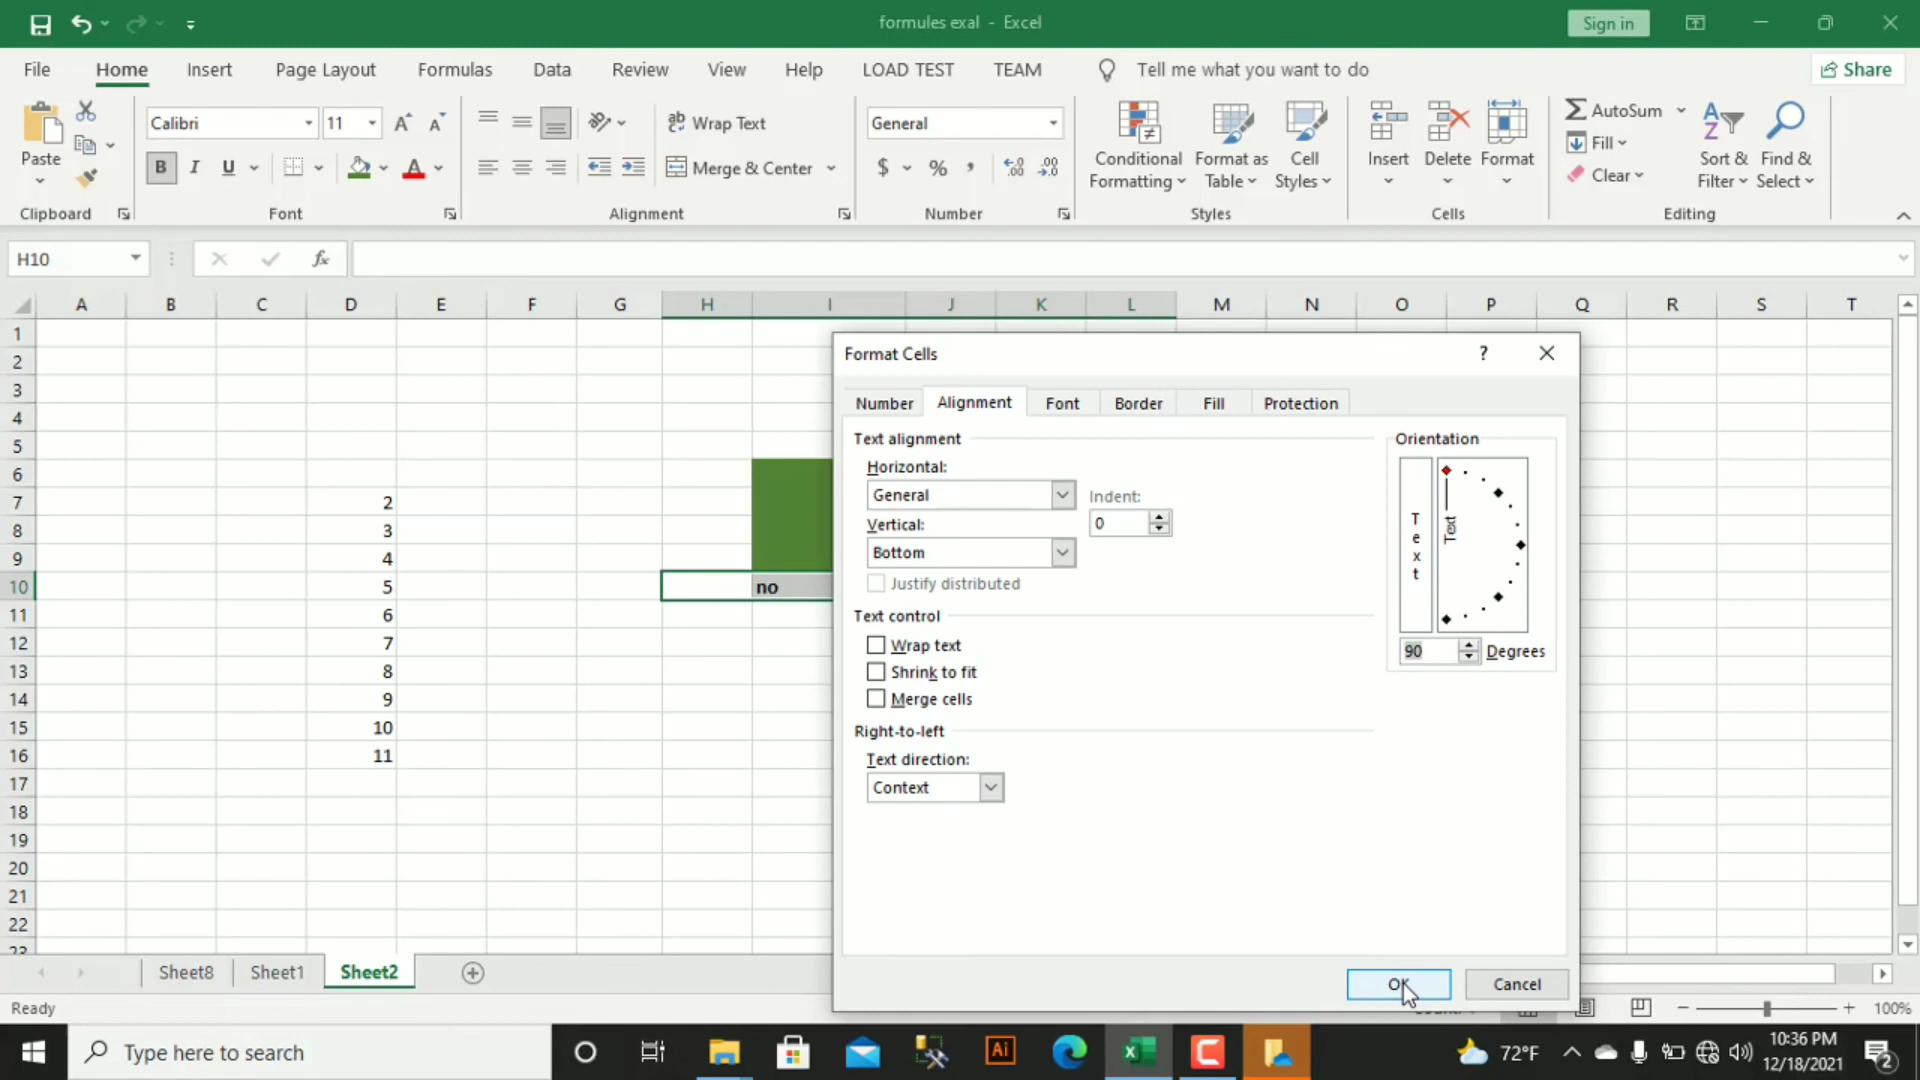 formules exal - Excel
Sign in
File Home Insert Page Layout Formulas Data Review View Help LOAD TEST TEAM Tell me what you want to do Share
Calibri 11 Wrap Text General AutoSum
Paste B I U Merge & Center $ % , Conditional Formatting Format as Table Cell Styles Insert Delete Format Fill Clear Sort & Filter Find & Select
Clipboard Font Alignment Number Styles Cells Editing
H10 fx
A B C D E F G H I J K L M N O P Q R S T
1
2
3
4
5
6
7 2
8 3
9 4
10 5 no
11 6
12 7
13 8
14 9
15 10
16 11
17
18
19
20
21
22
23
Format Cells ?
Number Alignment Font Border Fill Protection
Text alignment
Horizontal:
General
Indent:
0
Vertical:
Bottom
Justify distributed
Text control
Wrap text
Shrink to fit
Merge cells
Right-to-left
Text direction:
Context
Orientation
Text
Text
90 Degrees
OK Cancel
Sheet8 Sheet1 Sheet2
Ready 100%
Type here to search
Ai
72°F
10:36 PM
12/18/2021
2